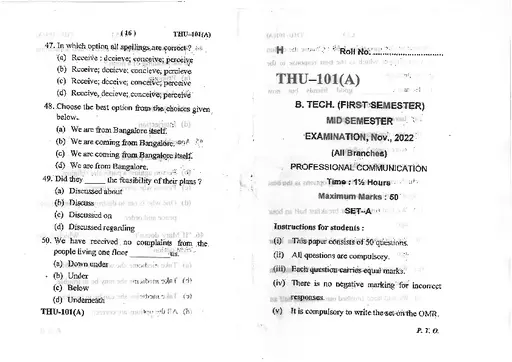 (16) THU-101(A)
47. In which option all spellings are correct ?
(a) Receive ; decieve; conceive; perceive
(b) Receive; decieve; concieve; percieve
(c) Receive; deceive; conceive; perceive
(d) Receive, decieve; conceive; perceive
48. Choose the best option from the choices given
below.
(a) We are from Bangalore itself.
(b) We are coming from Bangalore.
(c) We are coming from Bangalore itself.
(d) We are from Bangalore.
49. Did they _____ the feasibility of their plans ?
(a) Discussed about
(b) Discuss
(c) Discussed on
(d) Discussed regarding
50. We have received no complaints from the
people living one floor _________ us.
(a) Down under
(b) Under
(c) Below
(d) Underneath
THU-101(A)
H Roll No. ....................
THU–101(A)
B. TECH. (FIRST SEMESTER)
MID SEMESTER
EXAMINATION, Nov., 2022
(All Branches)
PROFESSIONAL COMMUNICATION
Time : 1½ Hours
Maximum Marks : 50
SET–A
Instructions for students :
(i) This paper consists of 50 questions.
(ii) All questions are compulsory.
(iii) Each question carries equal marks.
(iv) There is no negative marking for incorrect
responses.
(v) It is compulsory to write the set on the OMR.
P. T. O.